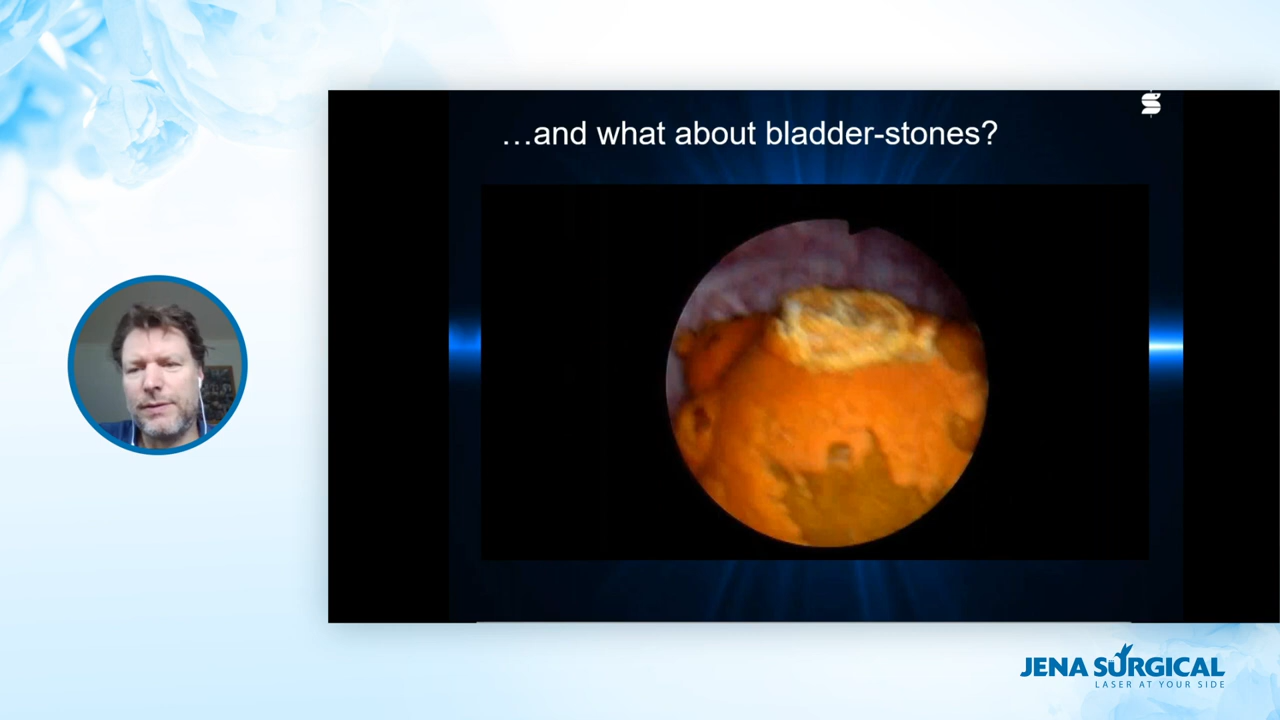 …and what about bladder-stones?
JENA SURGICAL
LASER AT YOUR SIDE